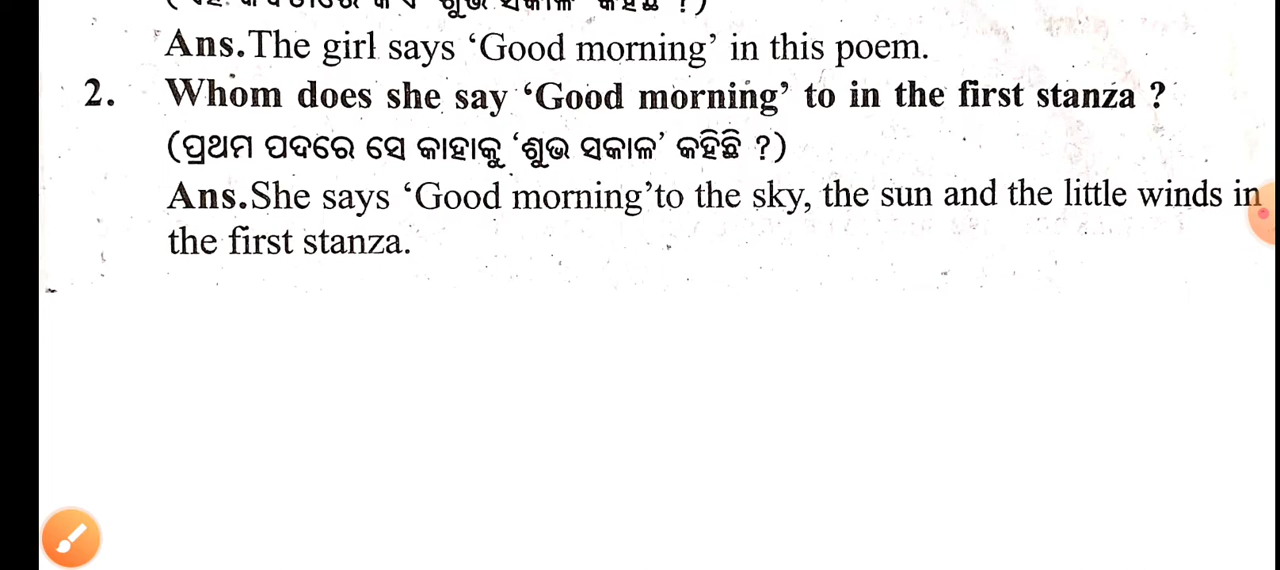 'ଶୁଭ ସକାଳ' ?)
Ans.The girl says ‘Good morning’ in this poem.
2. Whom does she say ‘Good morning’ to in the first stanza ?
(ପ୍ରଥମ ପଦରେ ସେ କାହାକୁ ‘ଶୁଭ ସକାଳ’ କହିଛି ?)
Ans.She says ‘Good morning’to the sky, the sun and the little winds in
the first stanza.